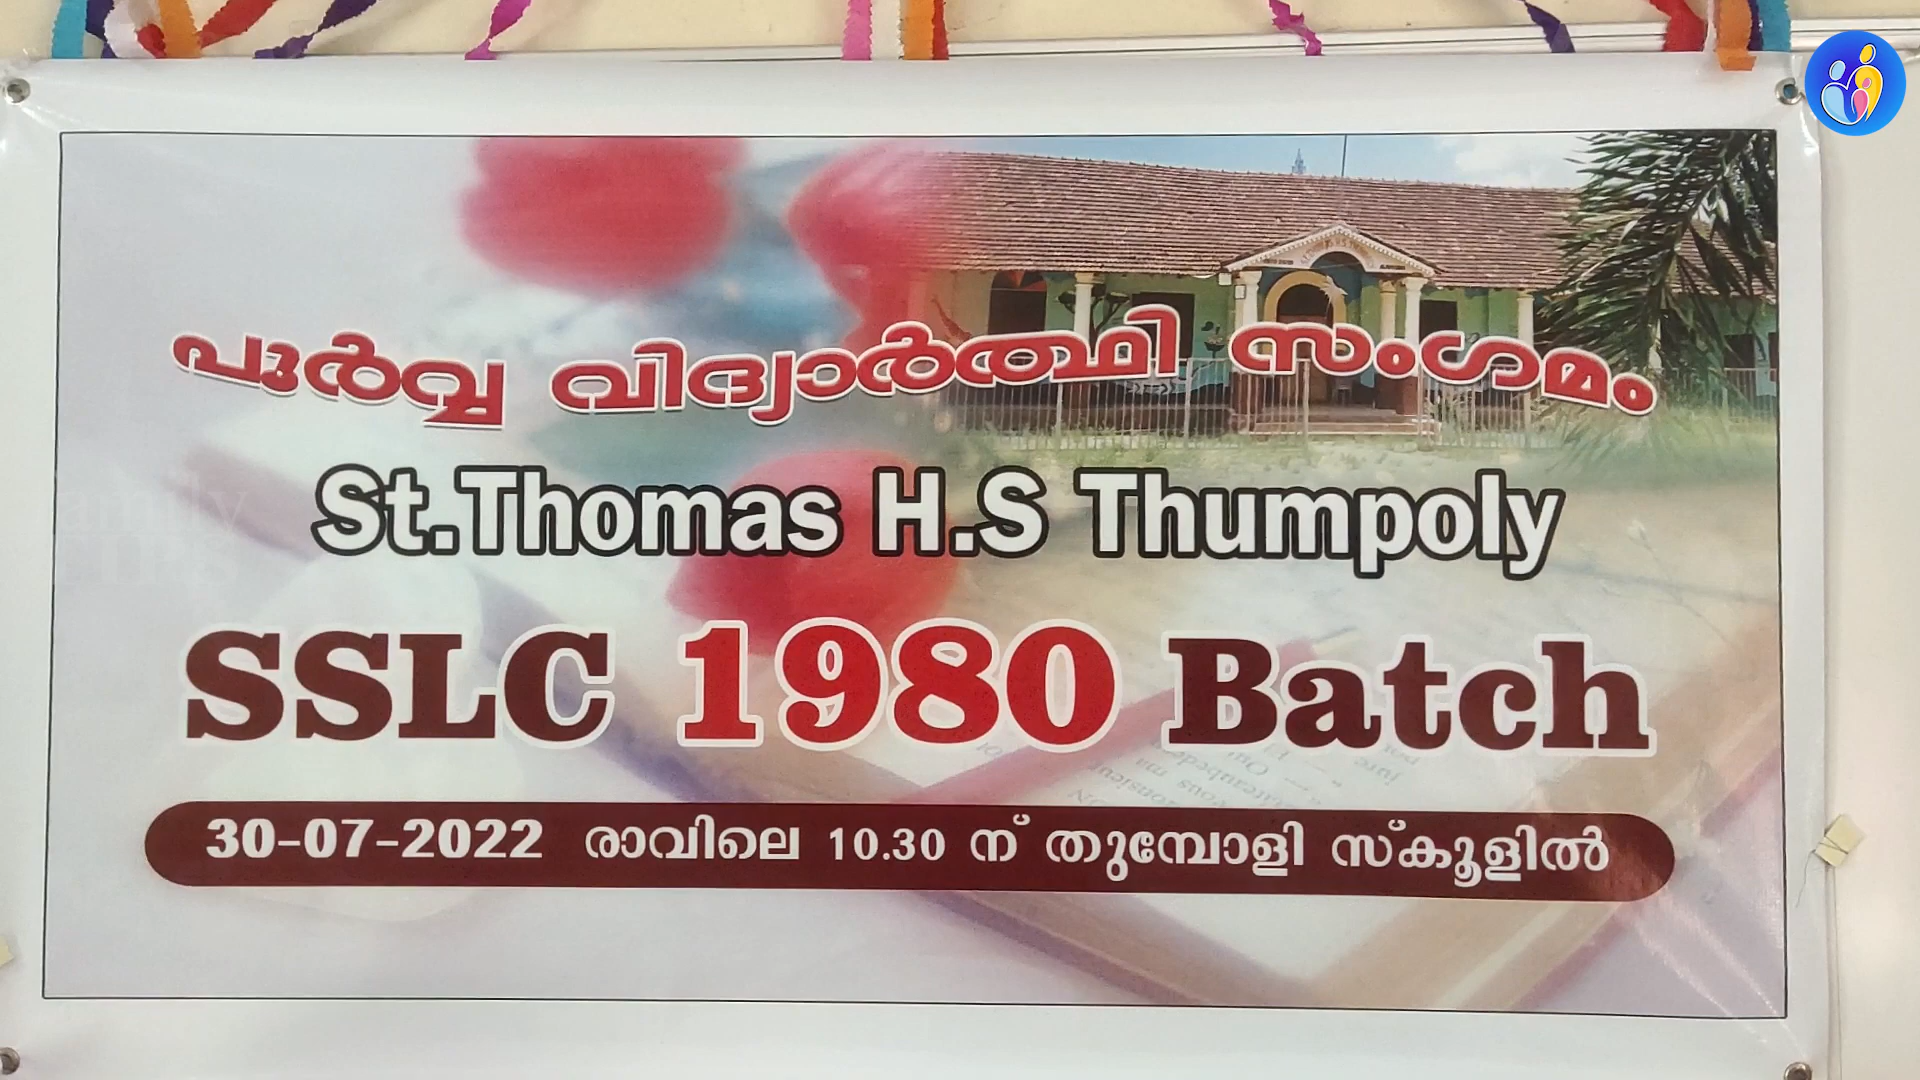 പൂർവ്വ വിദ്യാർത്ഥി സംഗമം
St.Thomas H.S Thumpoly
SSLC 1980 Batch
30-07-2022 രാവിലെ 10.30 ന് തുമ്പോളി സ്കൂളിൽ